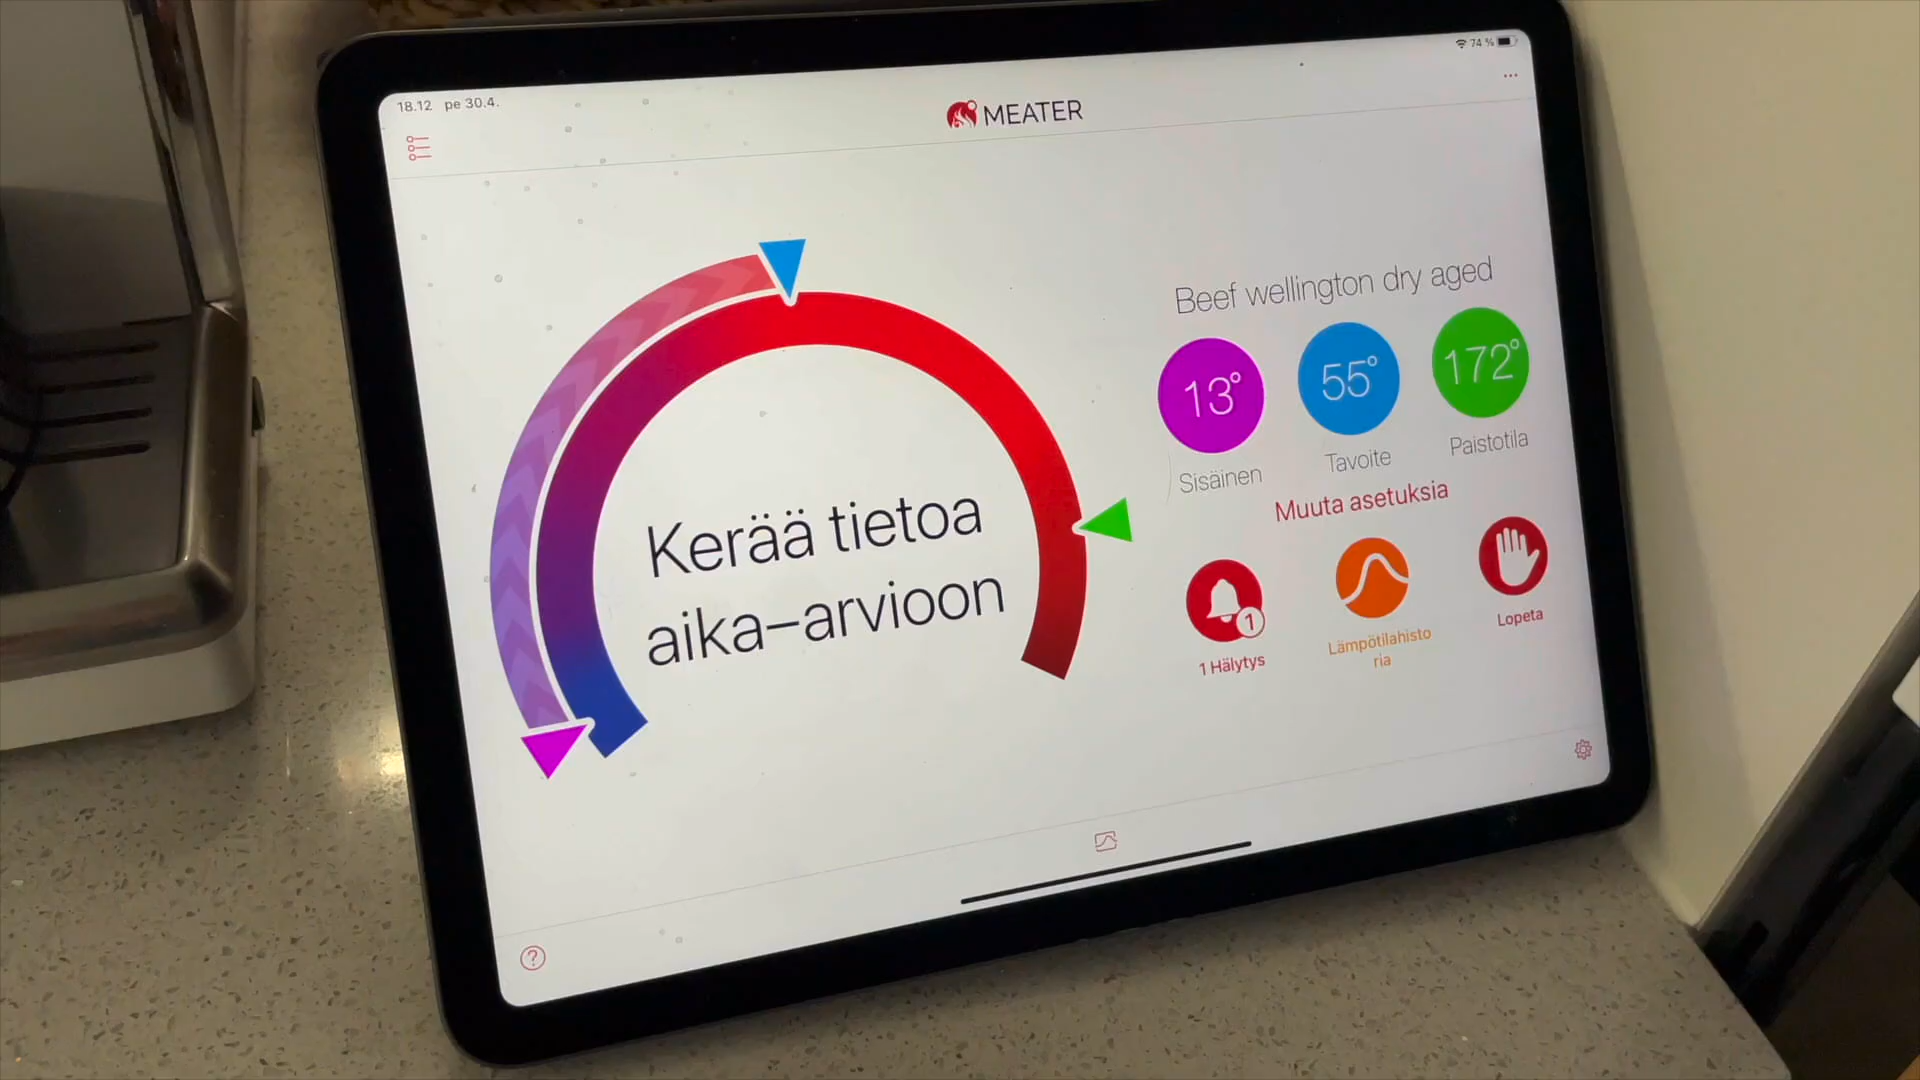 18.12 pe 30.4.
74 %
MEATER
Kerää tietoa
aika–arvioon
Beef wellington dry aged
13° 55° 172°
Sisäinen Tavoite Paistotila
Muuta asetuksia
1
1 Hälytys
Lämpötilahisto
ria
Lopeta
?